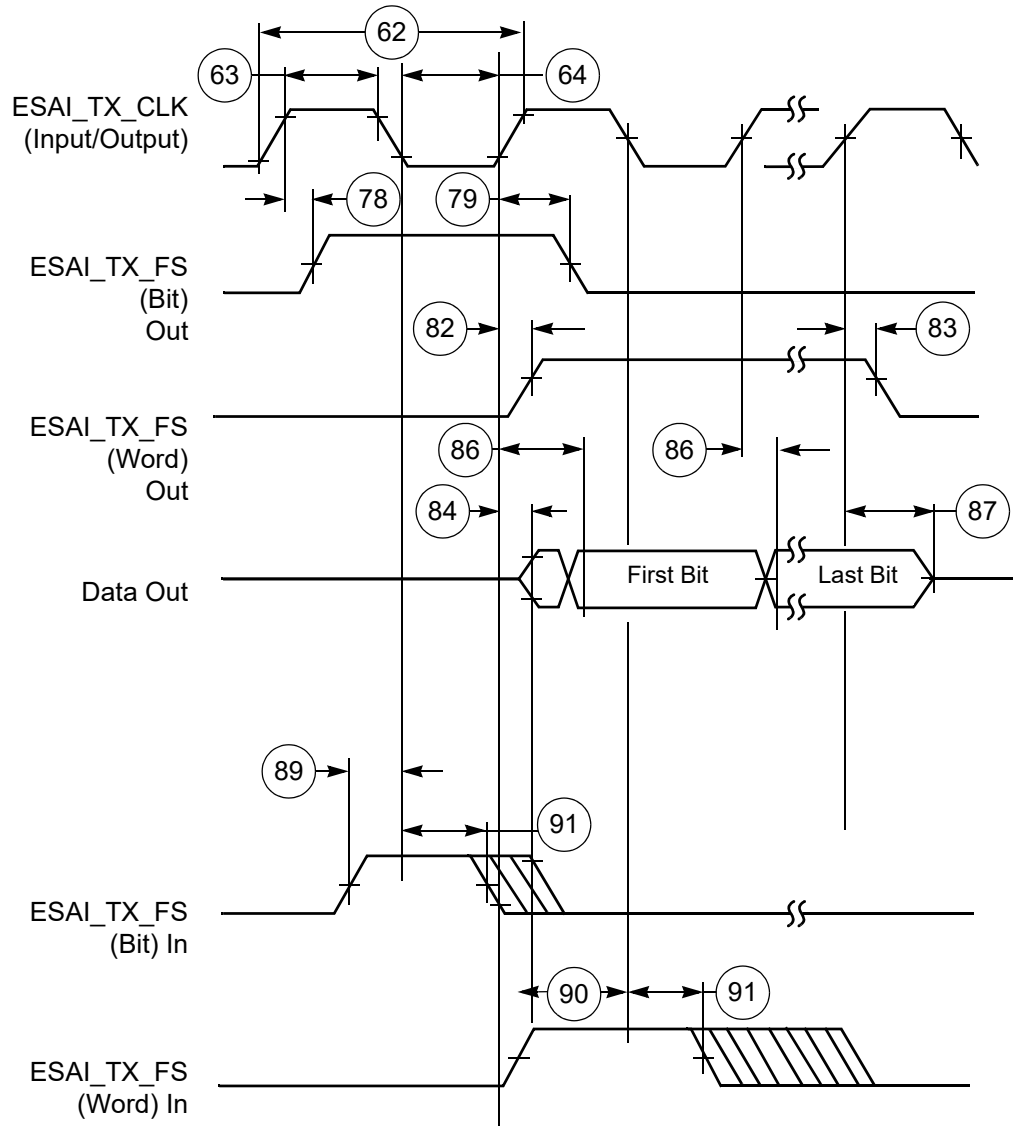 62
63
64
ESAI_TX_CLK
(Input/Output)
78
79
ESAI_TX_FS
(Bit)
Out
82
83
ESAI_TX_FS
(Word)
Out
86
86
84
87
Data Out
First Bit
Last Bit
89
91
ESAI_TX_FS
(Bit) In
90
91
ESAI_TX_FS
(Word) In